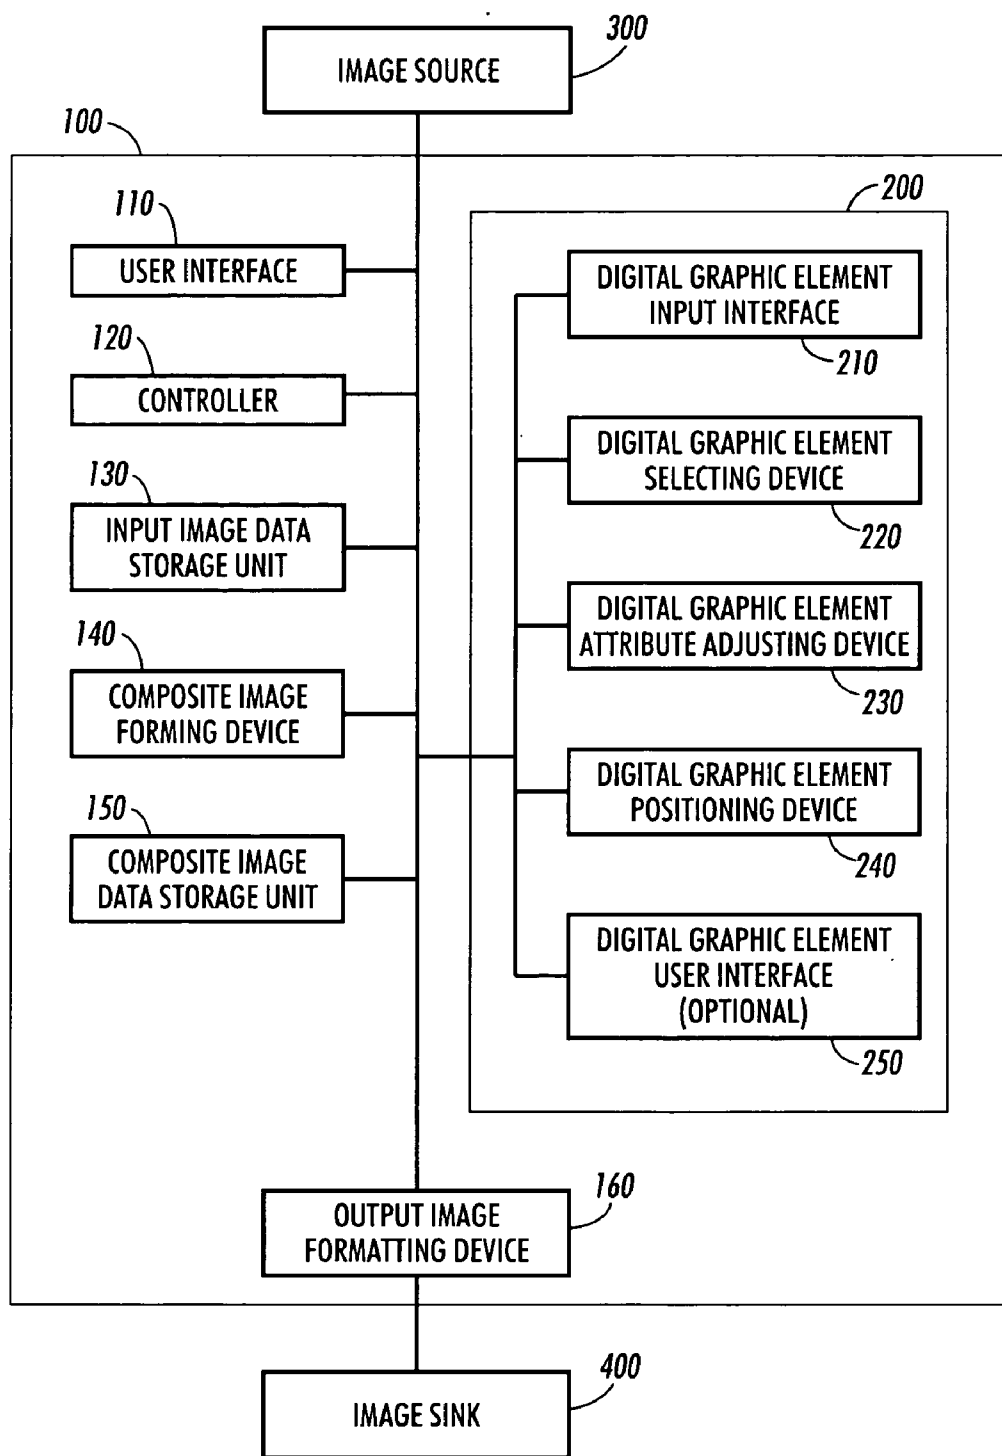 300
IMAGE SOURCE
100
200
110
USER INTERFACE
DIGITAL GRAPHIC ELEMENT
INPUT INTERFACE
210
120
CONTROLLER
DIGITAL GRAPHIC ELEMENT
SELECTING DEVICE
220
130
INPUT IMAGE DATA
STORAGE UNIT
DIGITAL GRAPHIC ELEMENT
ATTRIBUTE ADJUSTING DEVICE
230
140
COMPOSITE IMAGE
FORMING DEVICE
DIGITAL GRAPHIC ELEMENT
POSITIONING DEVICE
240
150
COMPOSITE IMAGE
DATA STORAGE UNIT
DIGITAL GRAPHIC ELEMENT
USER INTERFACE
(OPTIONAL)
250
160
OUTPUT IMAGE
FORMATTING DEVICE
400
IMAGE SINK